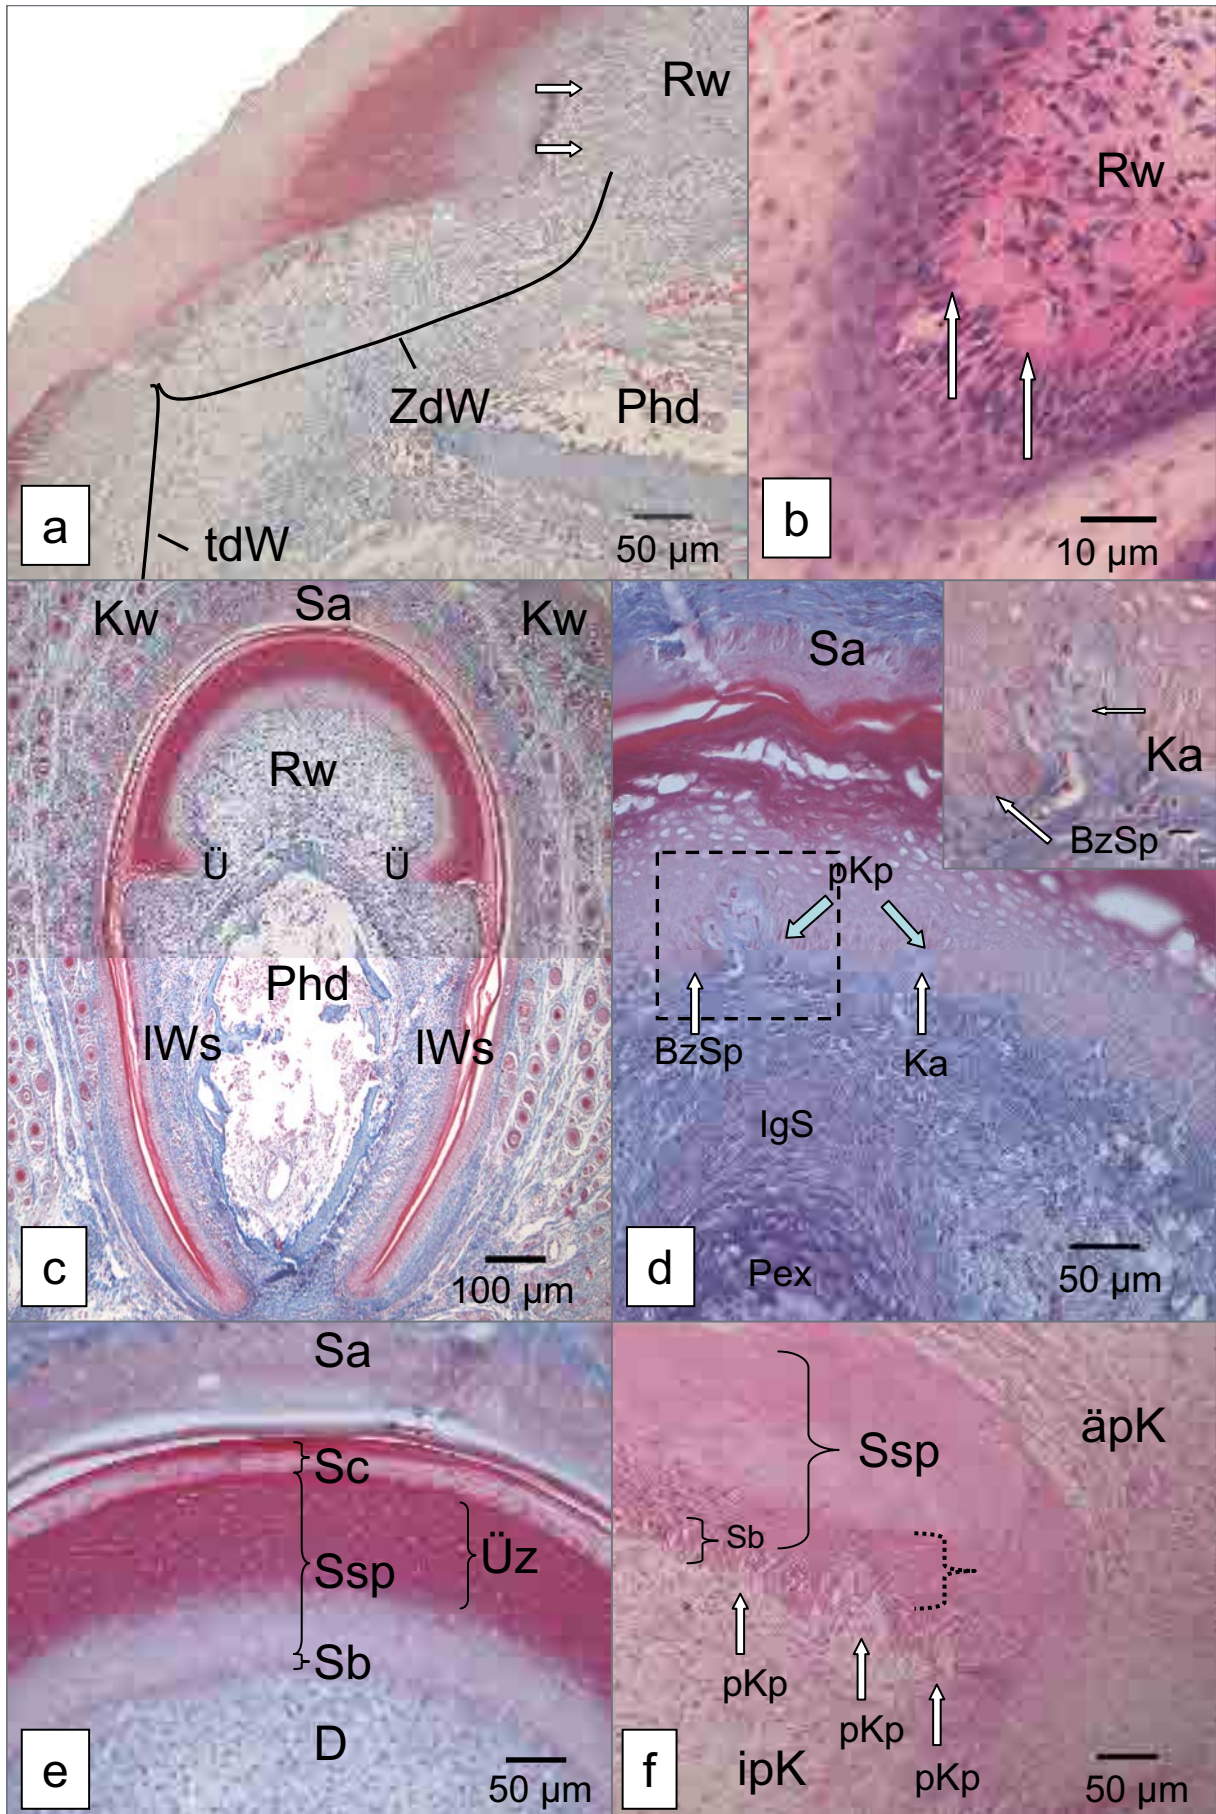 Rw
ZdW
Phd
tdW
a
50 µm
Rw
b
10 µm
Kw
Sa
Kw
Rw
Ü
Ü
Phd
lWs
lWs
c
100 µm
Sa
Ka
BzSp
pKp
BzSp
Ka
IgS
Pex
d
50 µm
Sa
Sc
Ssp
Üz
Sb
D
e
50 µm
äpK
Ssp
Sb
pKp
pKp
pKp
ipK
f
50 µm